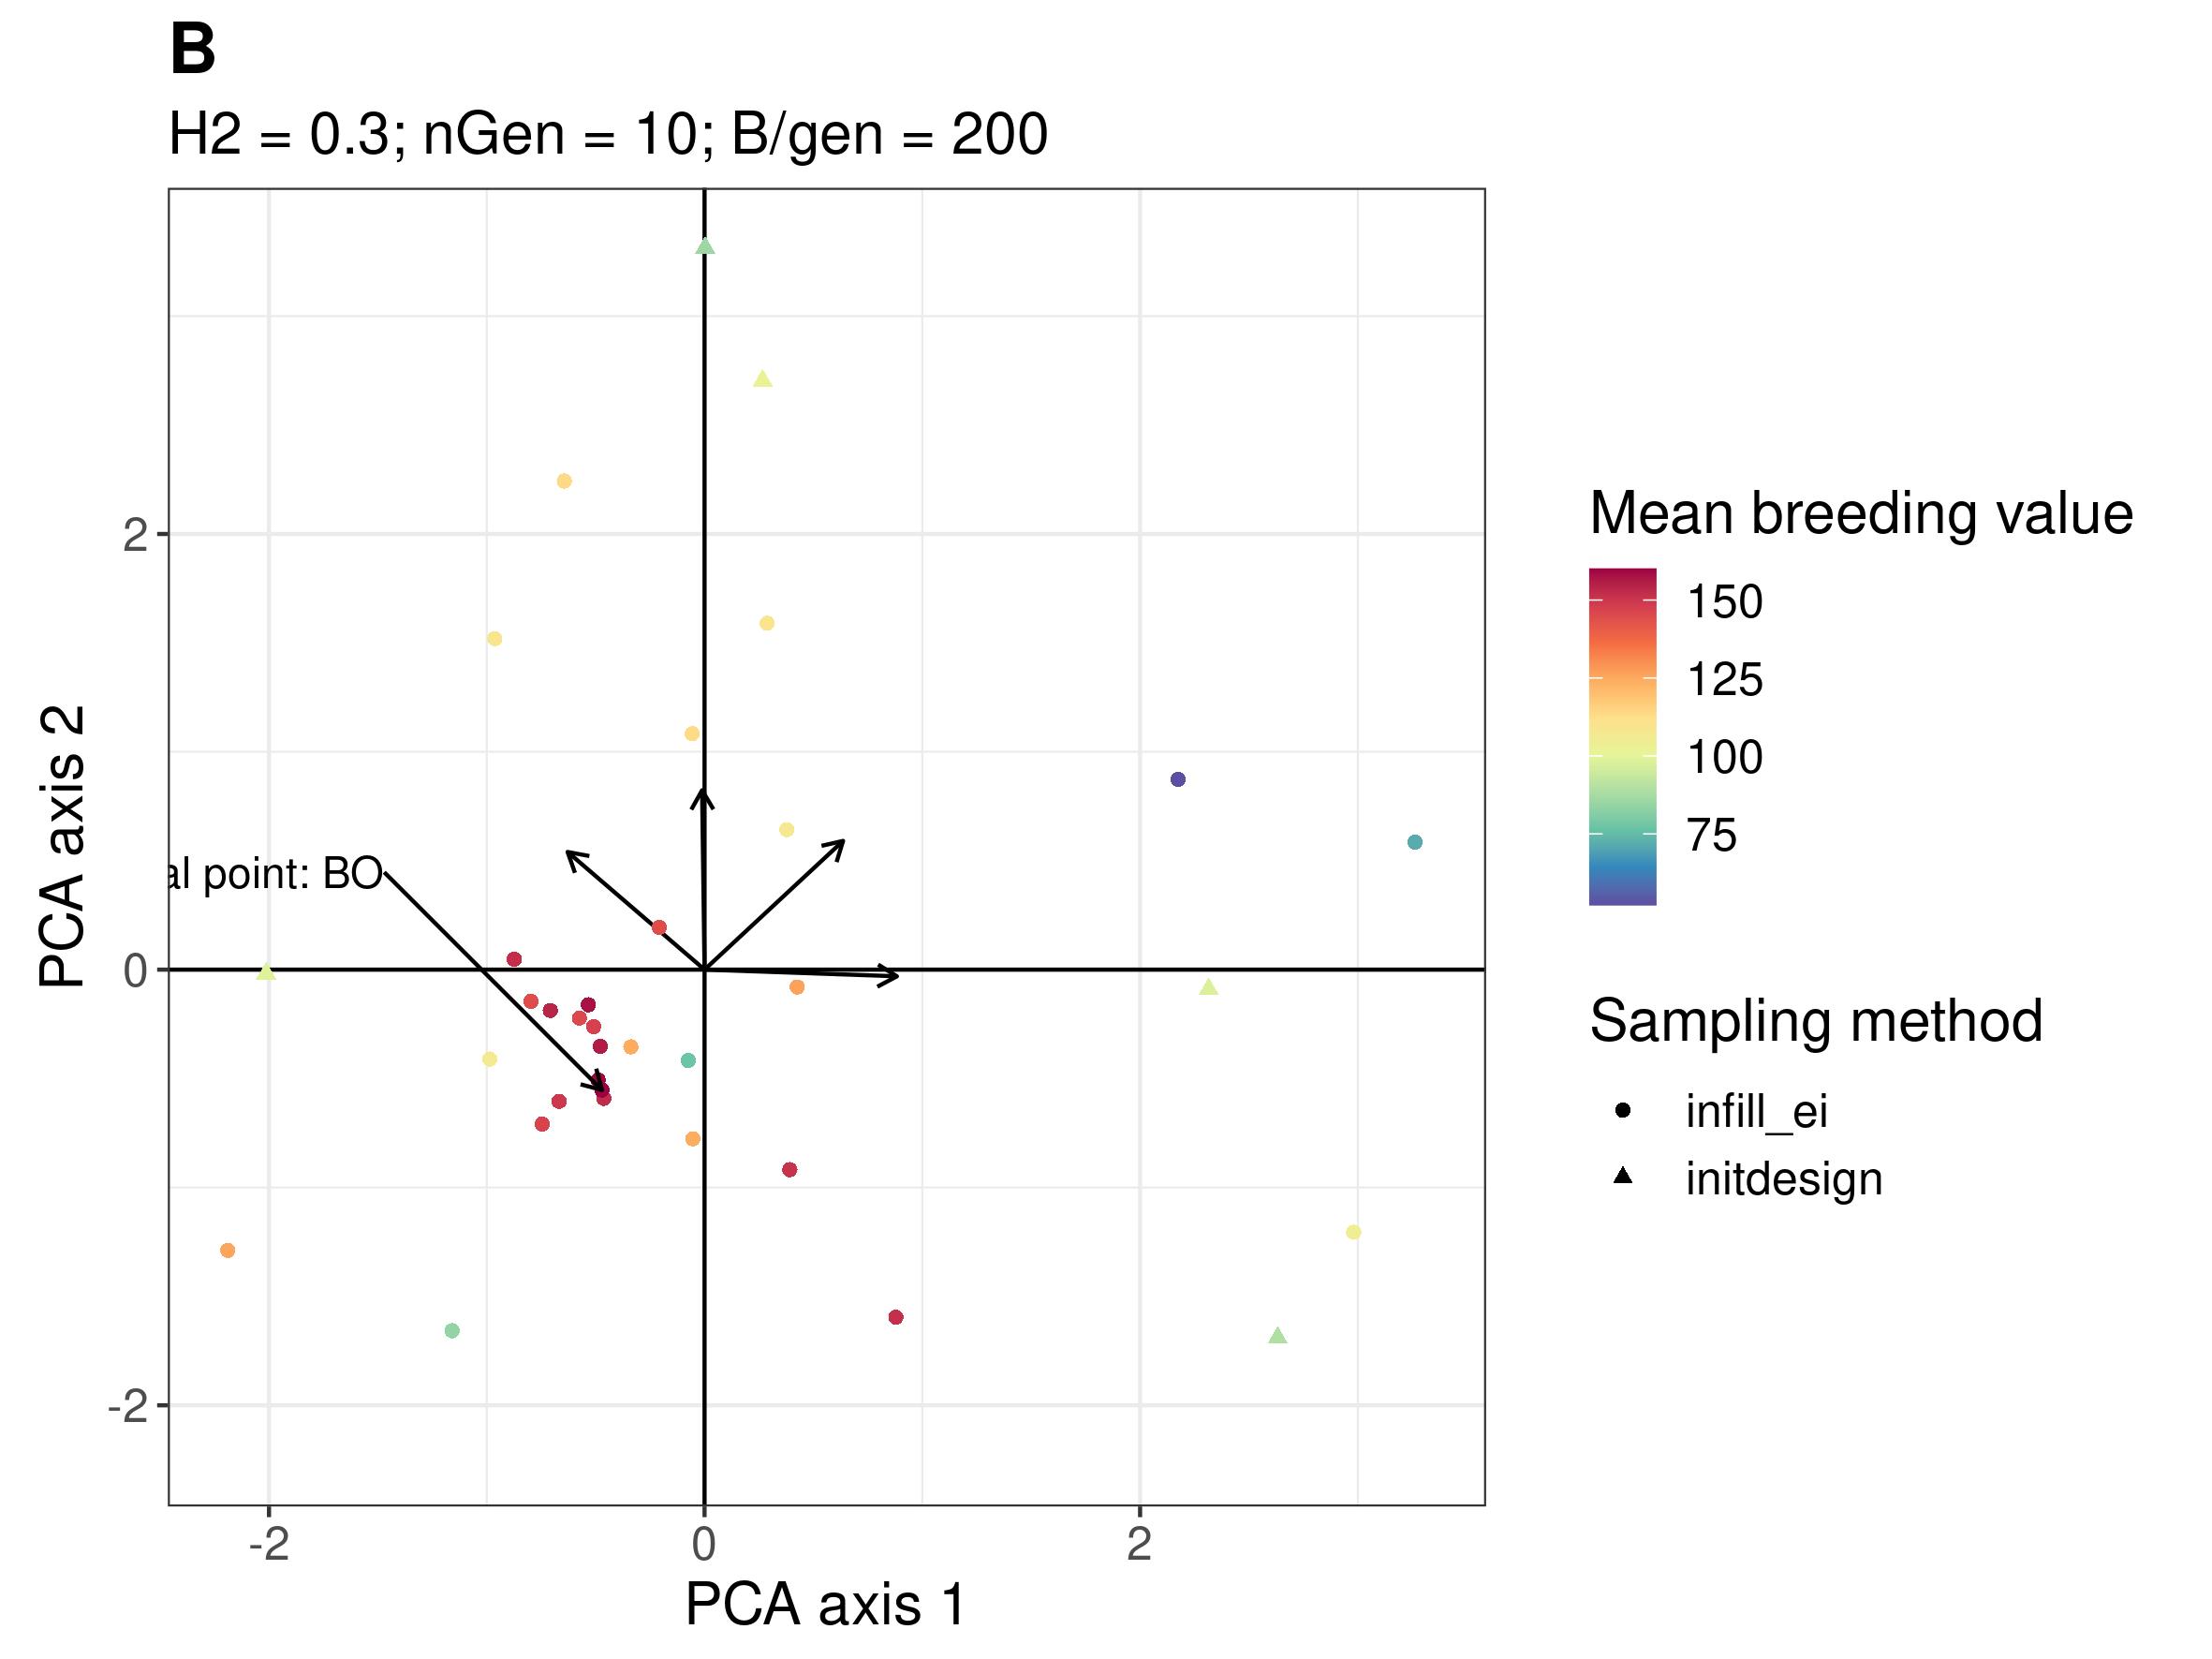 B
H2 = 0.3; nGen = 10; B/gen = 200
PCA axis 2
2
0
-2
al point: BO
-2
0
2
PCA axis 1
Mean breeding value
150
125
100
75
Sampling method
infill_ei
initdesign